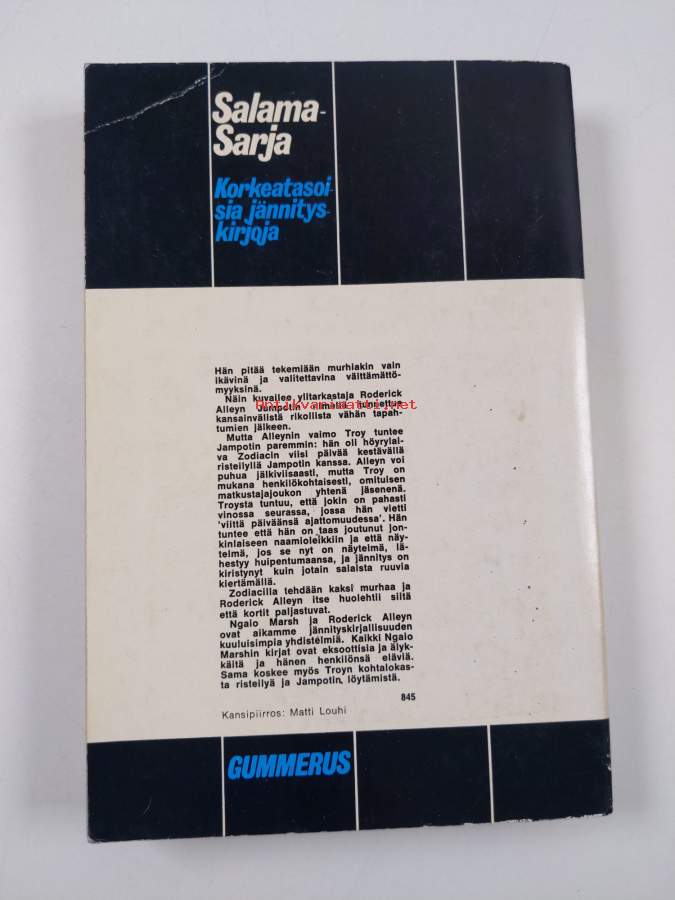 Salama-
Sarja
Korkeatasoi-
sia jännitys-
kirjoja
Hän pitää tekemiään murhiakin vain
ikävinä ja valitettavina välttämättö-
myyksinä.
Näin kuvailee ylitarkastaja Roderick
Alleyn Jampotin nimellä tunnettua
kansainvälistä rikollista vähän tapah-
tumien jälkeen.
Mutta Alleynin vaimo Troy tuntee
Jampotin paremmin: hän oli höyrylai-
va Zodiacin viisi päivää kestävällä
risteilyllä Jampotin kanssa. Alleyn voi
puhua jälkiviisaasti, mutta Troy on
mukana henkilökohtaisesti, omituisen
matkustajajoukon yhtenä jäsenenä.
Troysta tuntuu, että jokin on pahasti
vinossa seurassa, jossa hän vietti
'viittä päiväänsä ajattomuudessa'. Hän
tuntee että hän on taas joutunut jon-
kinlaiseen naamioleikkiin ja että näy-
telmä, jos se nyt on näytelmä, lä-
hestyy huipentumaansa, ja jännitys on
kiristynyt kuin jotain salaista ruuvia
kiertämällä.
Zodiacilla tehdään kaksi murhaa ja
Roderick Alleyn itse huolehtii siitä
että kortit paljastuvat.
Ngaio Marsh ja Roderick Alleyn
ovat aikamme jännityskirjallisuuden
kuuluisimpia yhdistelmiä. Kaikki Ngaio
Marshin kirjat ovat eksoottisia ja älyk-
käitä ja hänen henkilönsä eläviä.
Sama koskee myös Troyn kohtalokas-
ta risteilyä ja Jampotin löytämistä.
845
Kansipiirros: Matti Louhi
GUMMERUS